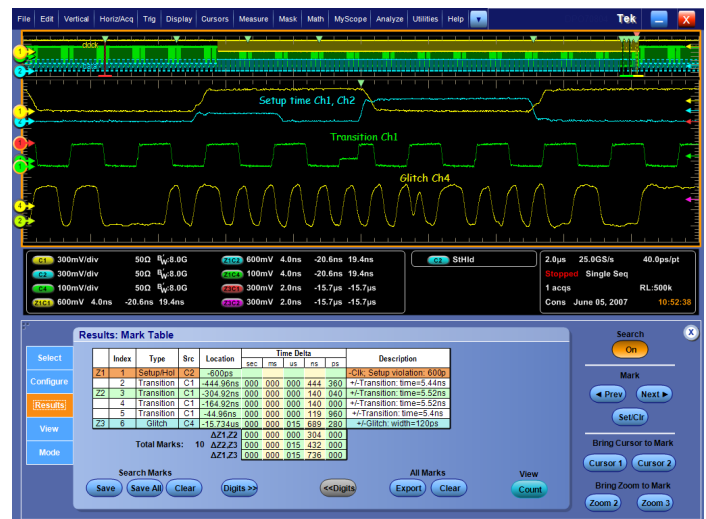 File Edit Vertical Horiz/Acq Trig Display Cursors Measure Mask Math MyScope Analyze Utilities Help Tek X
clock
Setup time Ch1, Ch2
Transition Ch1
Glitch Ch4
C1 300mV/div 50Ω BW:8.0G Z1C2 600mV 4.0ns -20.6ns 19.4ns C2 StHld 2.0µs 25.0GS/s 40.0ps/pt
C2 300mV/div 50Ω BW:8.0G Z1C4 100mV 4.0ns -20.6ns 19.4ns Stopped Single Seq
C4 100mV/div 50Ω BW:8.0G Z3C1 300mV 2.0ns -15.7µs -15.7µs 1 acqs RL:500k
Z1C1 600mV 4.0ns -20.6ns 19.4ns 300mV 2.0ns -15.7µs -15.7µs Cons June 05, 2007 10:52:38
Results: Mark Table
Search X
On
Select
Configure
Results
View
Mode
Time Delta
Index Type Src Location sec ms us ns ps Description
Z1 1 Setup/Hol C2 -600ps -Clk; Setup violation: 600p
2 Transition C1 -444.96ns 000 000 000 444 360 +/-Transition: time=5.44ns
Z2 3 Transition C1 -304.92ns 000 000 000 140 040 +/-Transition: time=5.52ns
4 Transition C1 -164.92ns 000 000 000 140 000 +/-Transition: time=5.52ns
5 Transition C1 -44.96ns 000 000 000 119 960 +/-Transition: time=5.4ns
Z3 6 Glitch C4 -15.734us 000 000 015 689 280 +/-Glitch: width=120ps
ΔZ1,Z2 000 000 000 304 000
Total Marks: 10 ΔZ2,Z3 000 000 015 432 000
ΔZ1,Z3 000 000 015 736 000
Search Marks
Save Save All Clear Digits >> <<Digits
All Marks
Export Clear
View
Count
Mark
◄ Prev Next ►
Set/Clr
Bring Cursor to Mark
Cursor 1 Cursor 2
Bring Zoom to Mark
Zoom 2 Zoom 3